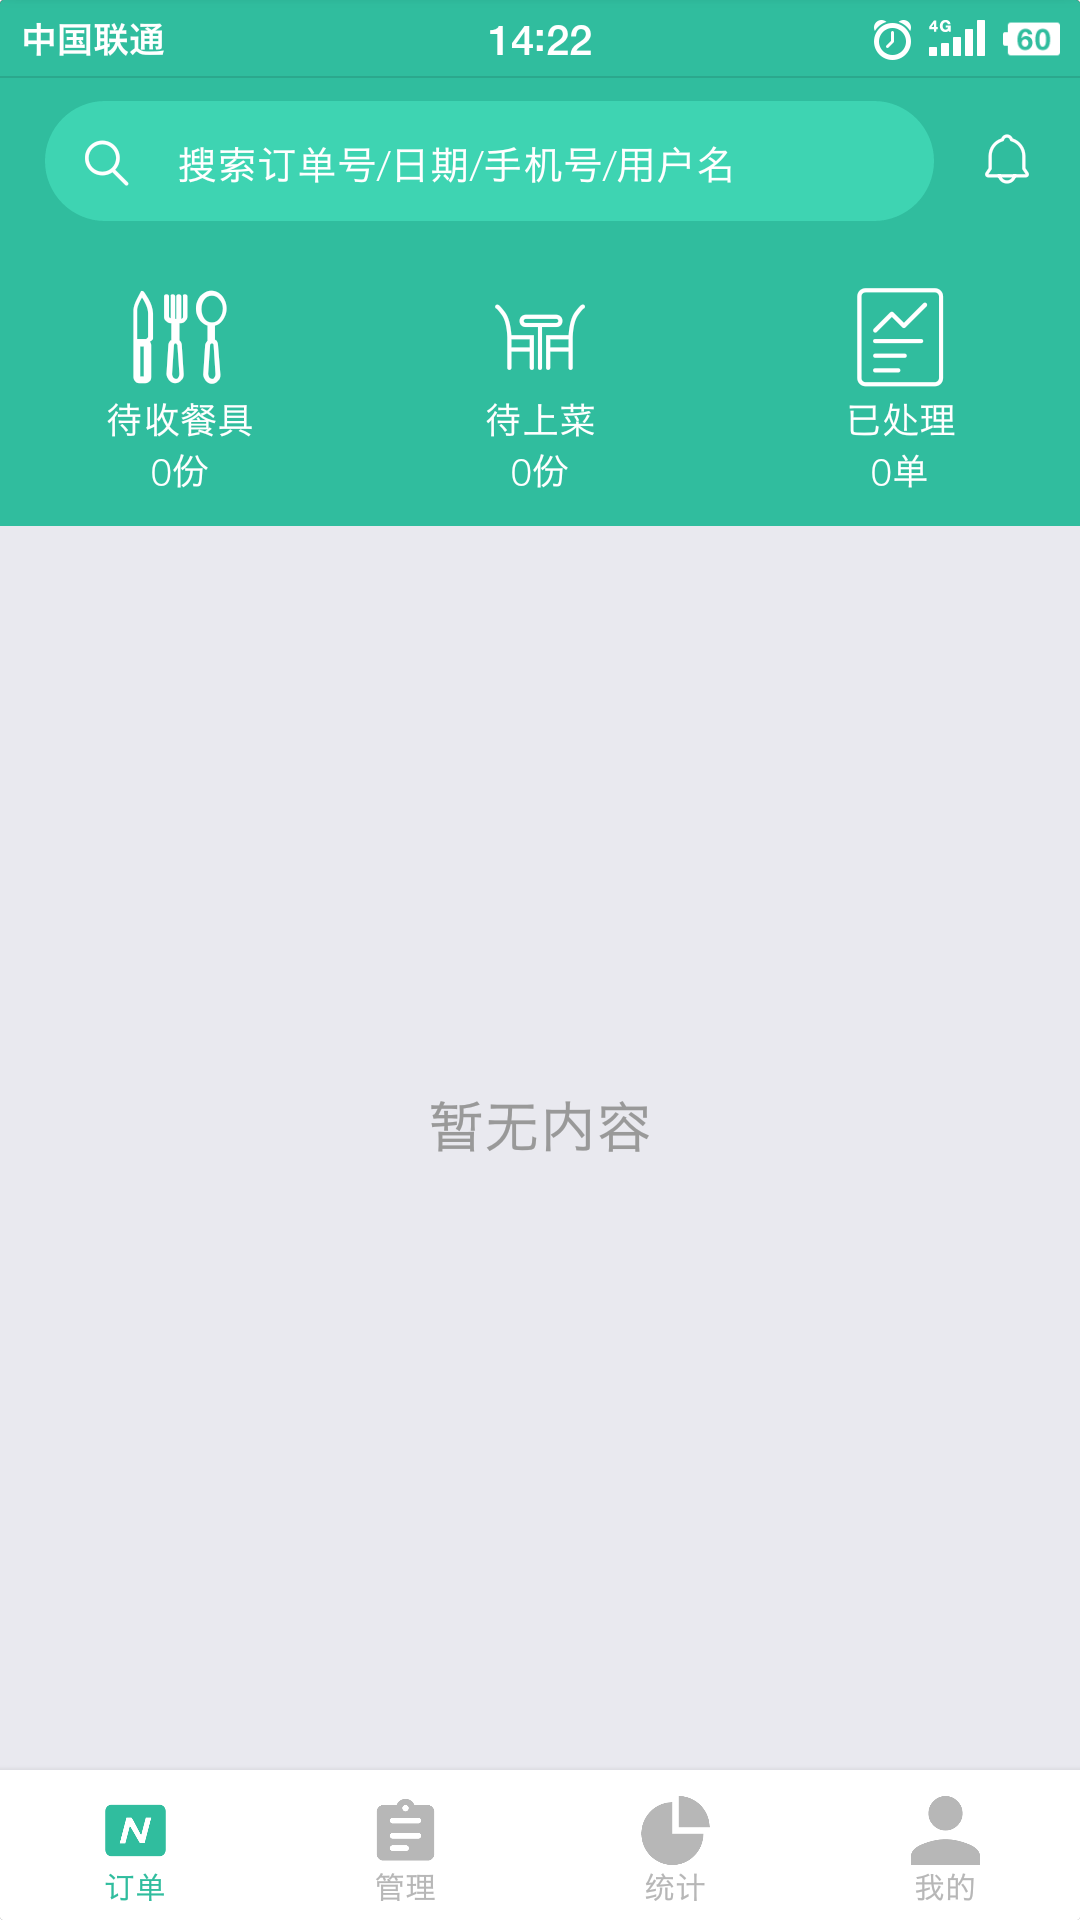 中国联通 14:22 4G 60
搜索订单号/日期/手机号/用户名
待收餐具 待上菜 已处理
0份 0份 0单
暂无内容
N
订单 管理 统计 我的